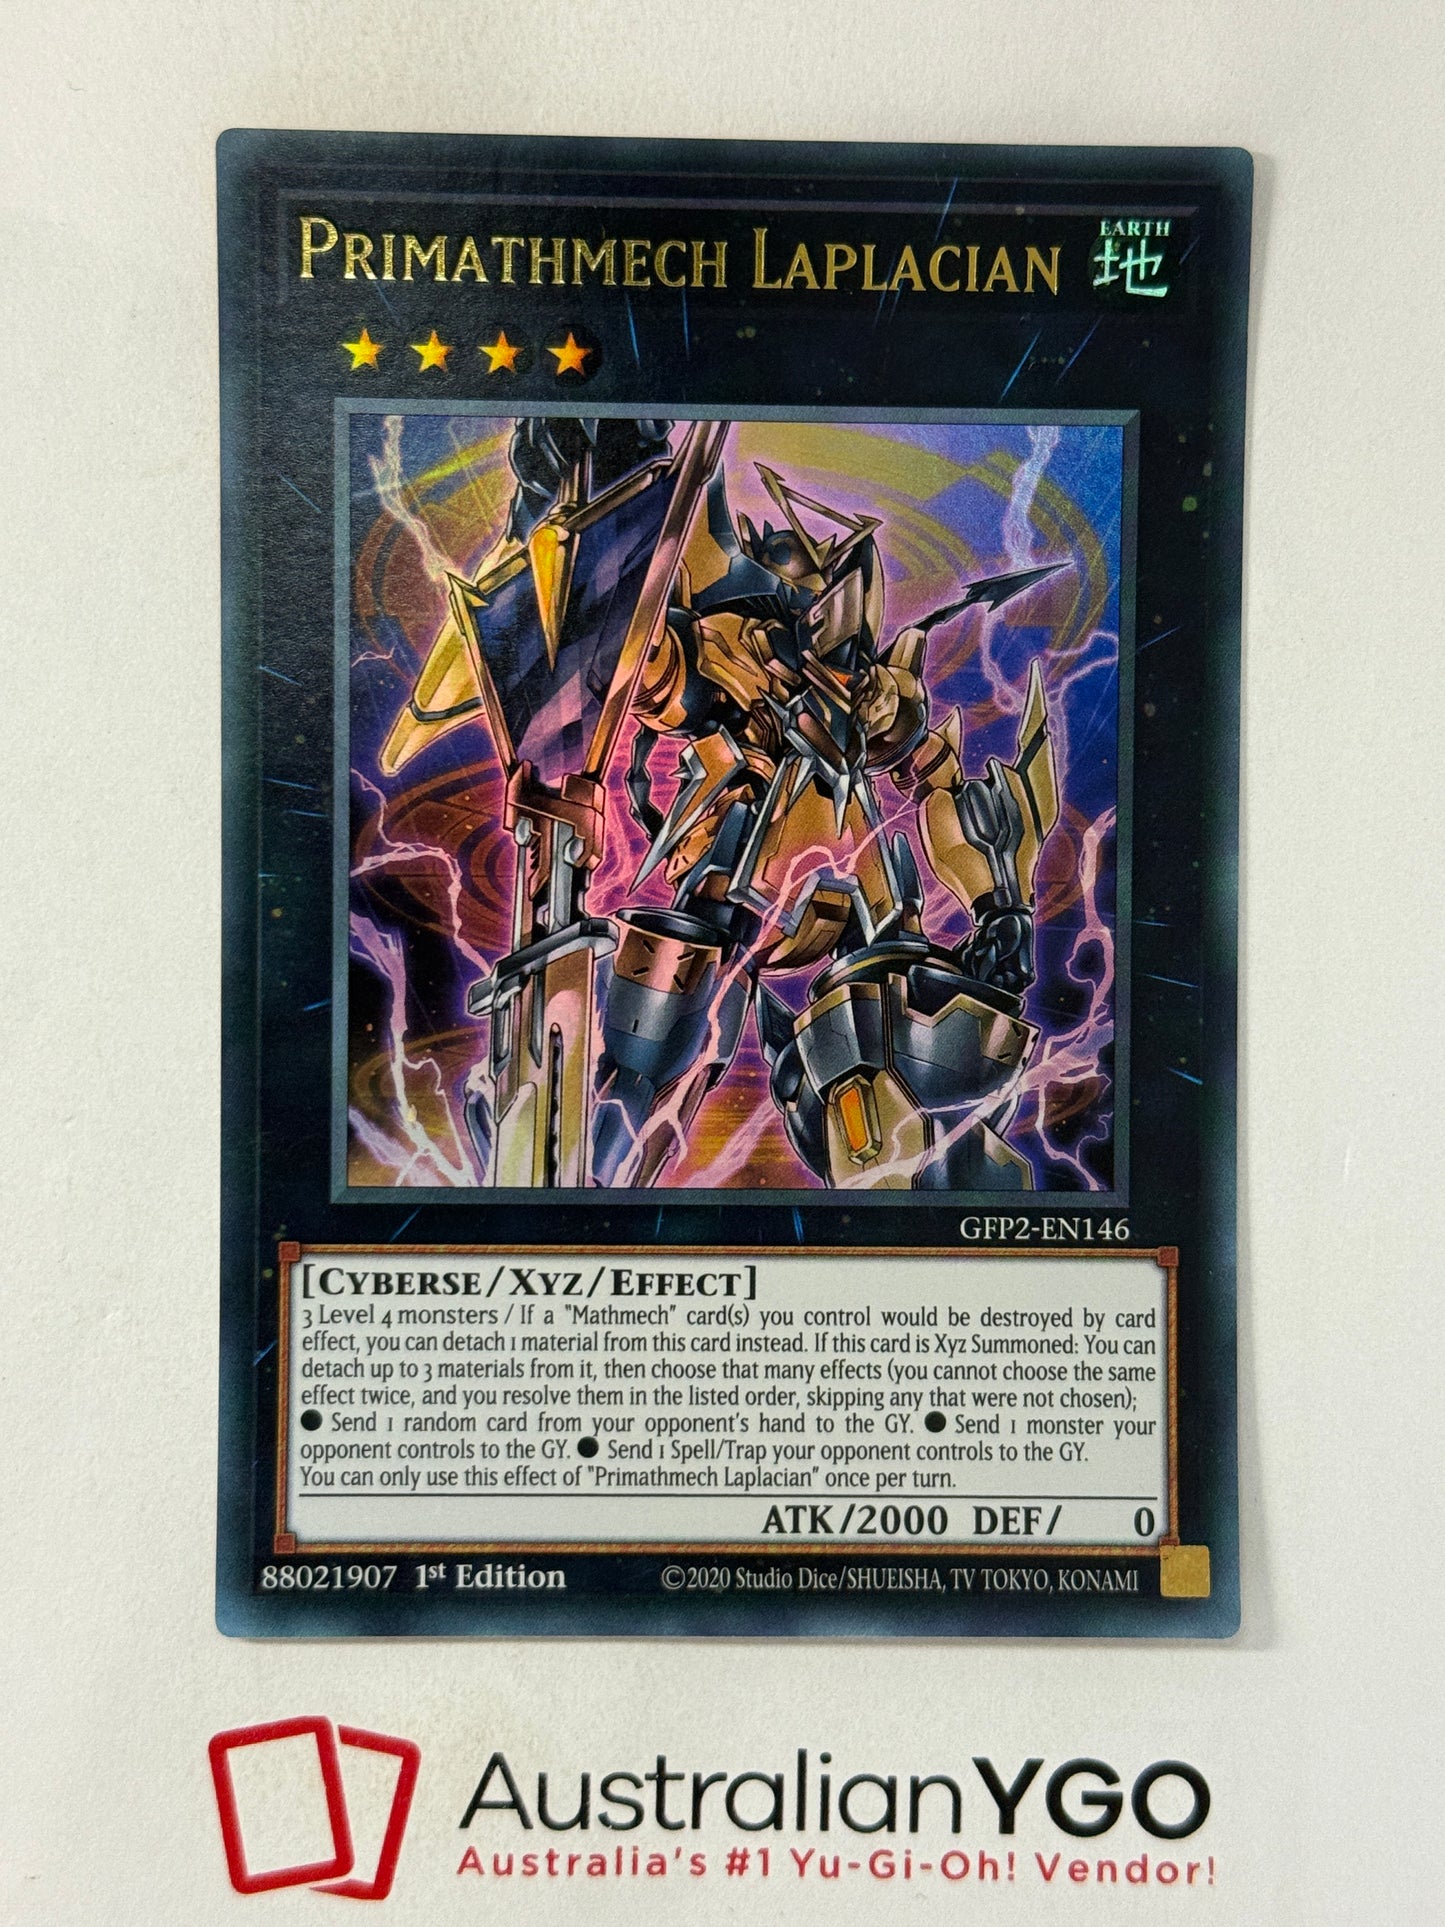 PRIMATHMECH LAPLACIAN
EARTH
地
GFP2-EN146
[CYBERSE/XYZ/EFFECT]
3 Level 4 monsters / If a "Mathmech" card(s) you control would be destroyed by card
effect, you can detach 1 material from this card instead. If this card is Xyz Summoned: You can
detach up to 3 materials from it, then choose that many effects (you cannot choose the same
effect twice, and you resolve them in the listed order, skipping any that were not chosen);
● Send 1 random card from your opponent's hand to the GY. ● Send 1 monster your
opponent controls to the GY. ● Send 1 Spell/Trap your opponent controls to the GY.
You can only use this effect of "Primathmech Laplacian" once per turn.
ATK/2000 DEF/ 0
88021907 1st Edition ©2020 Studio Dice/SHUEISHA, TV TOKYO, KONAMI
AustralianYGO
Australia's #1 Yu-Gi-Oh! Vendor!